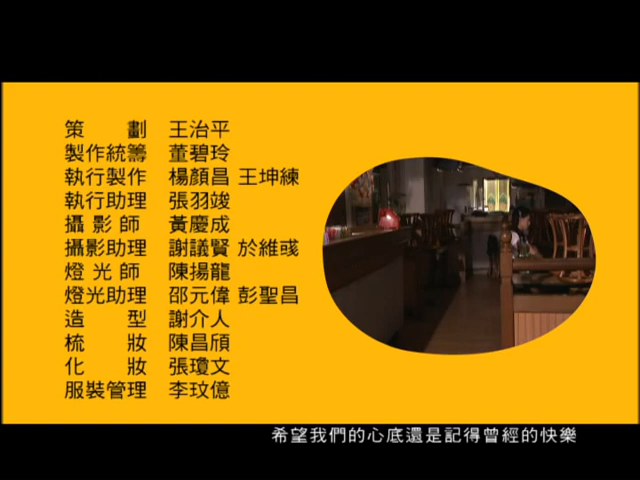 策劃 王治平
製作統籌 董碧玲
執行製作 楊顏昌 王坤練
執行助理 張羽竣
攝影師 黃慶成
攝影助理 謝議賢 於維彧
燈光師 陳揚龍
燈光助理 邵元偉 彭聖昌
造型 謝介人
梳妝 陳昌頎
化妝 張瓊文
服裝管理 李玟億
希望我們的心底還是記得曾經的快樂